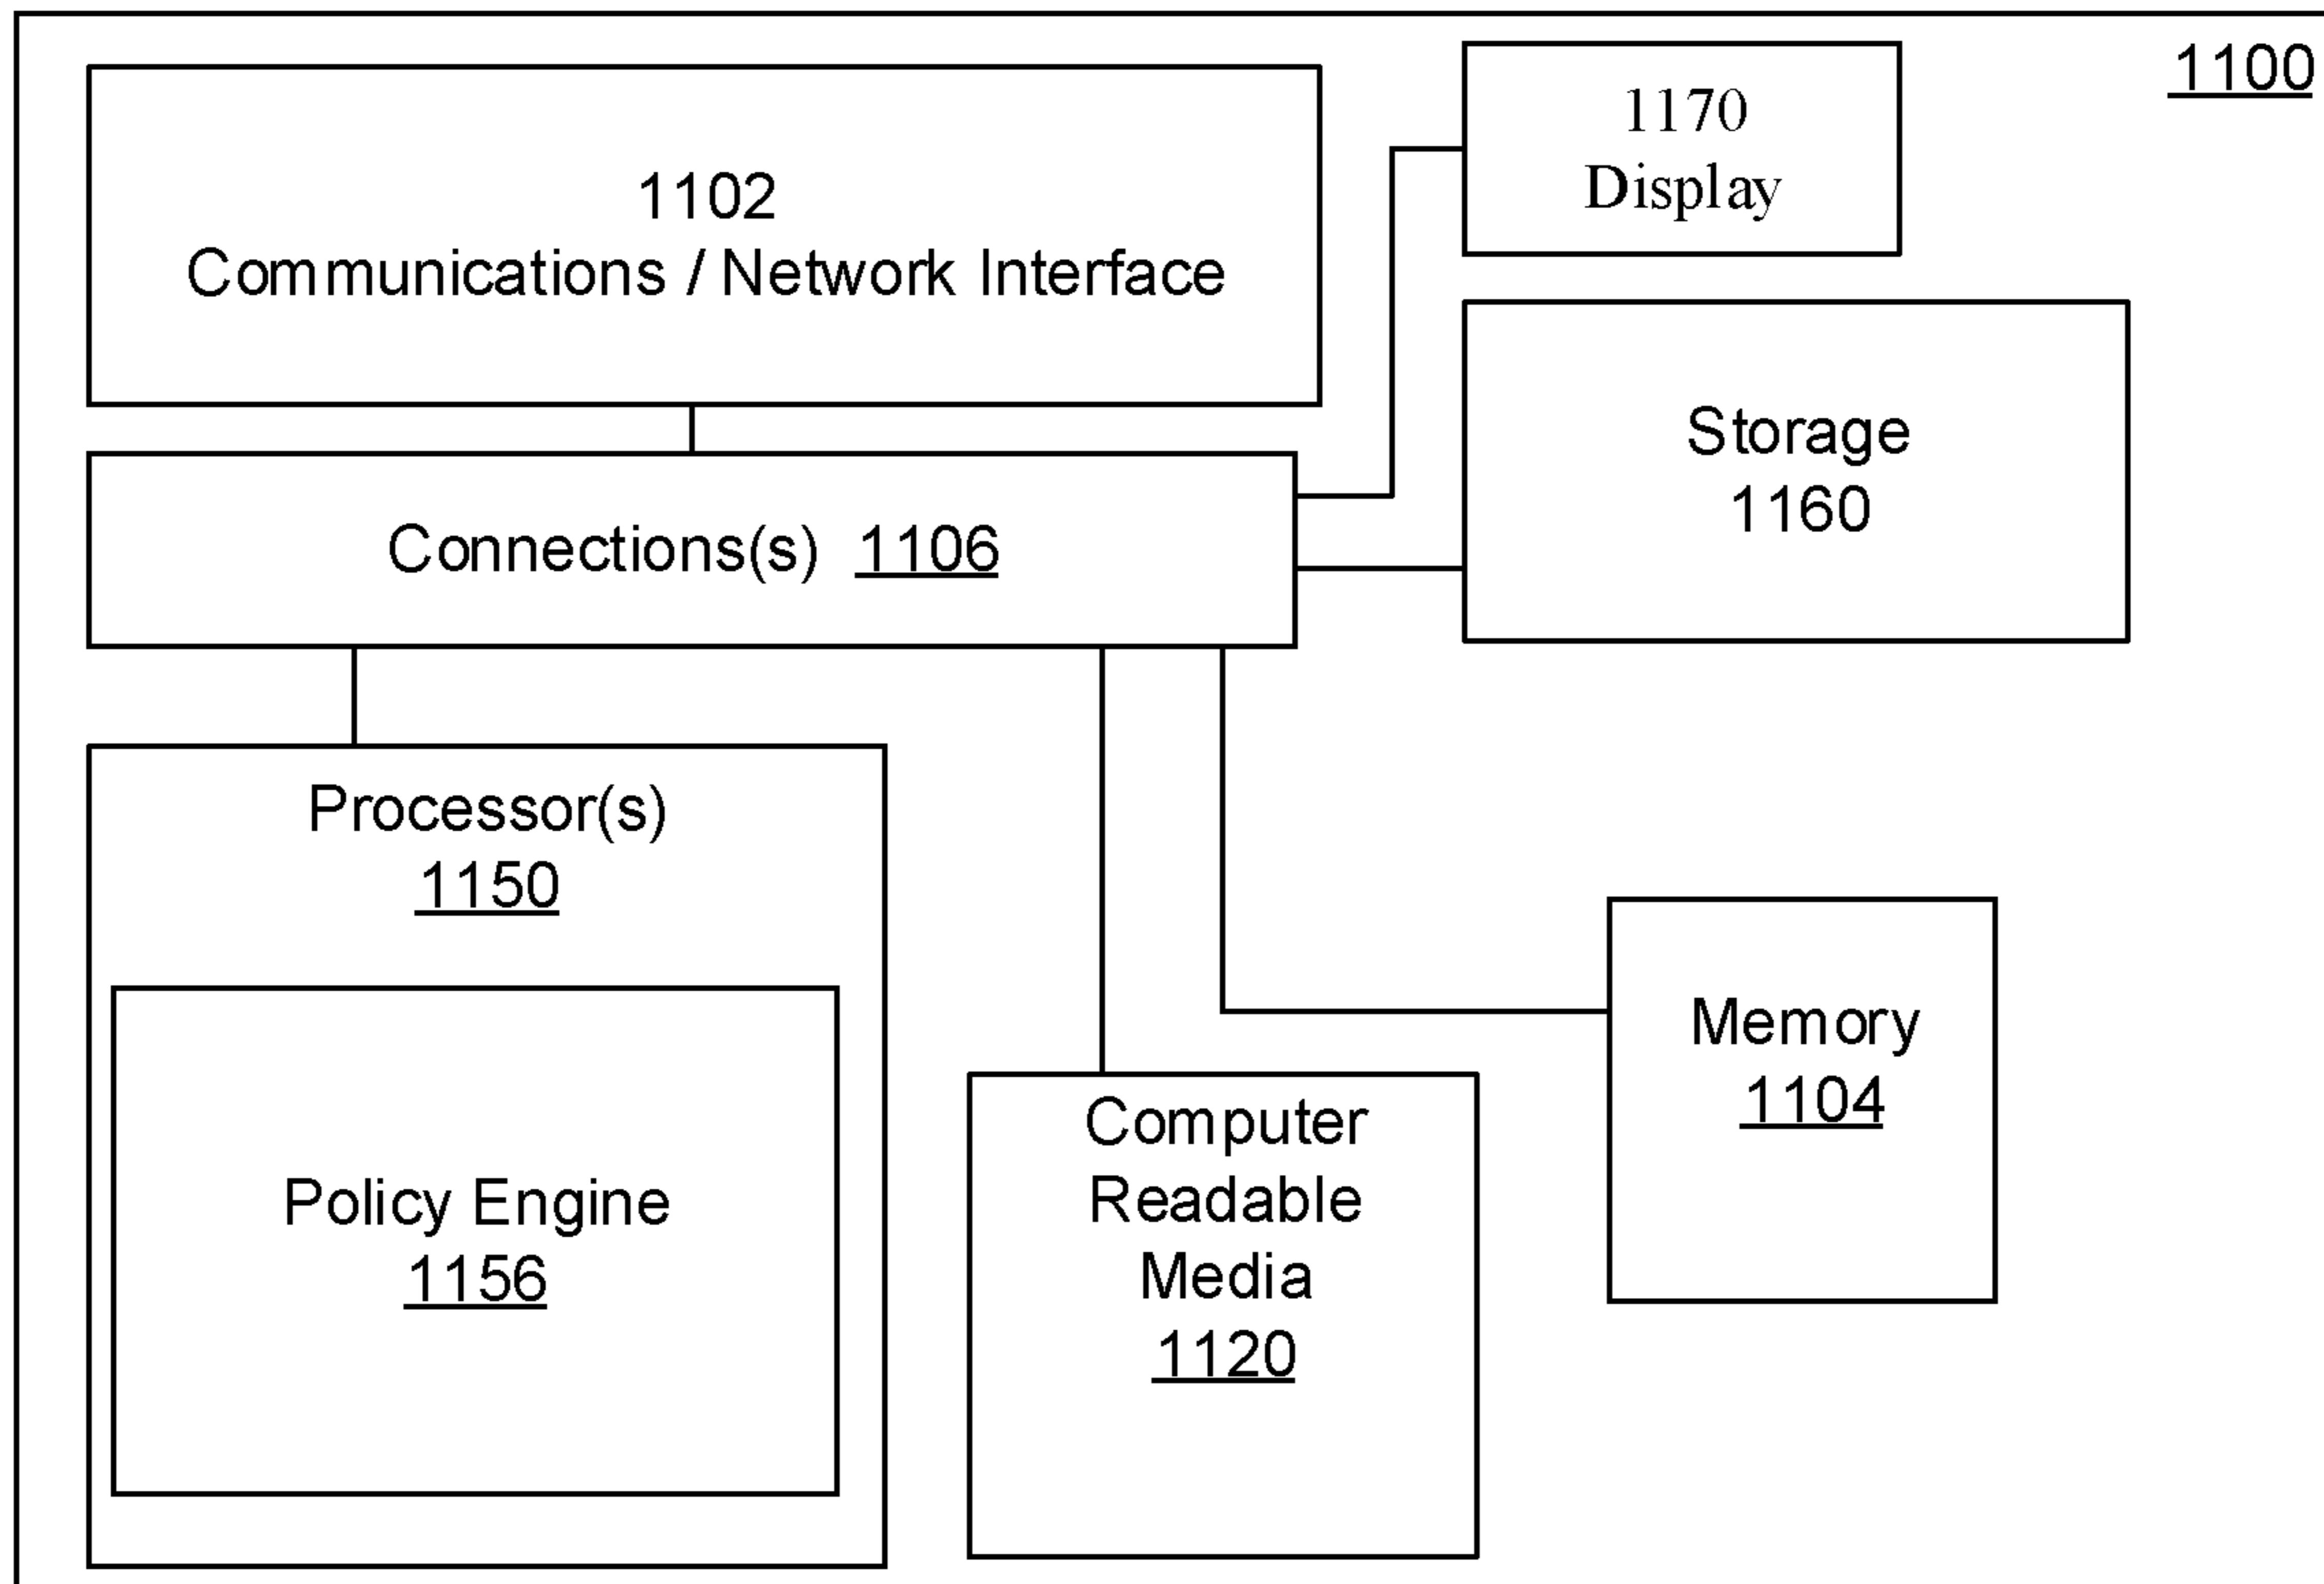 1100
1102
Communications / Network Interface
1170
Display
Storage
1160
Connections(s) 1106
Processor(s)
1150
Policy Engine
1156
Computer
Readable
Media
1120
Memory
1104